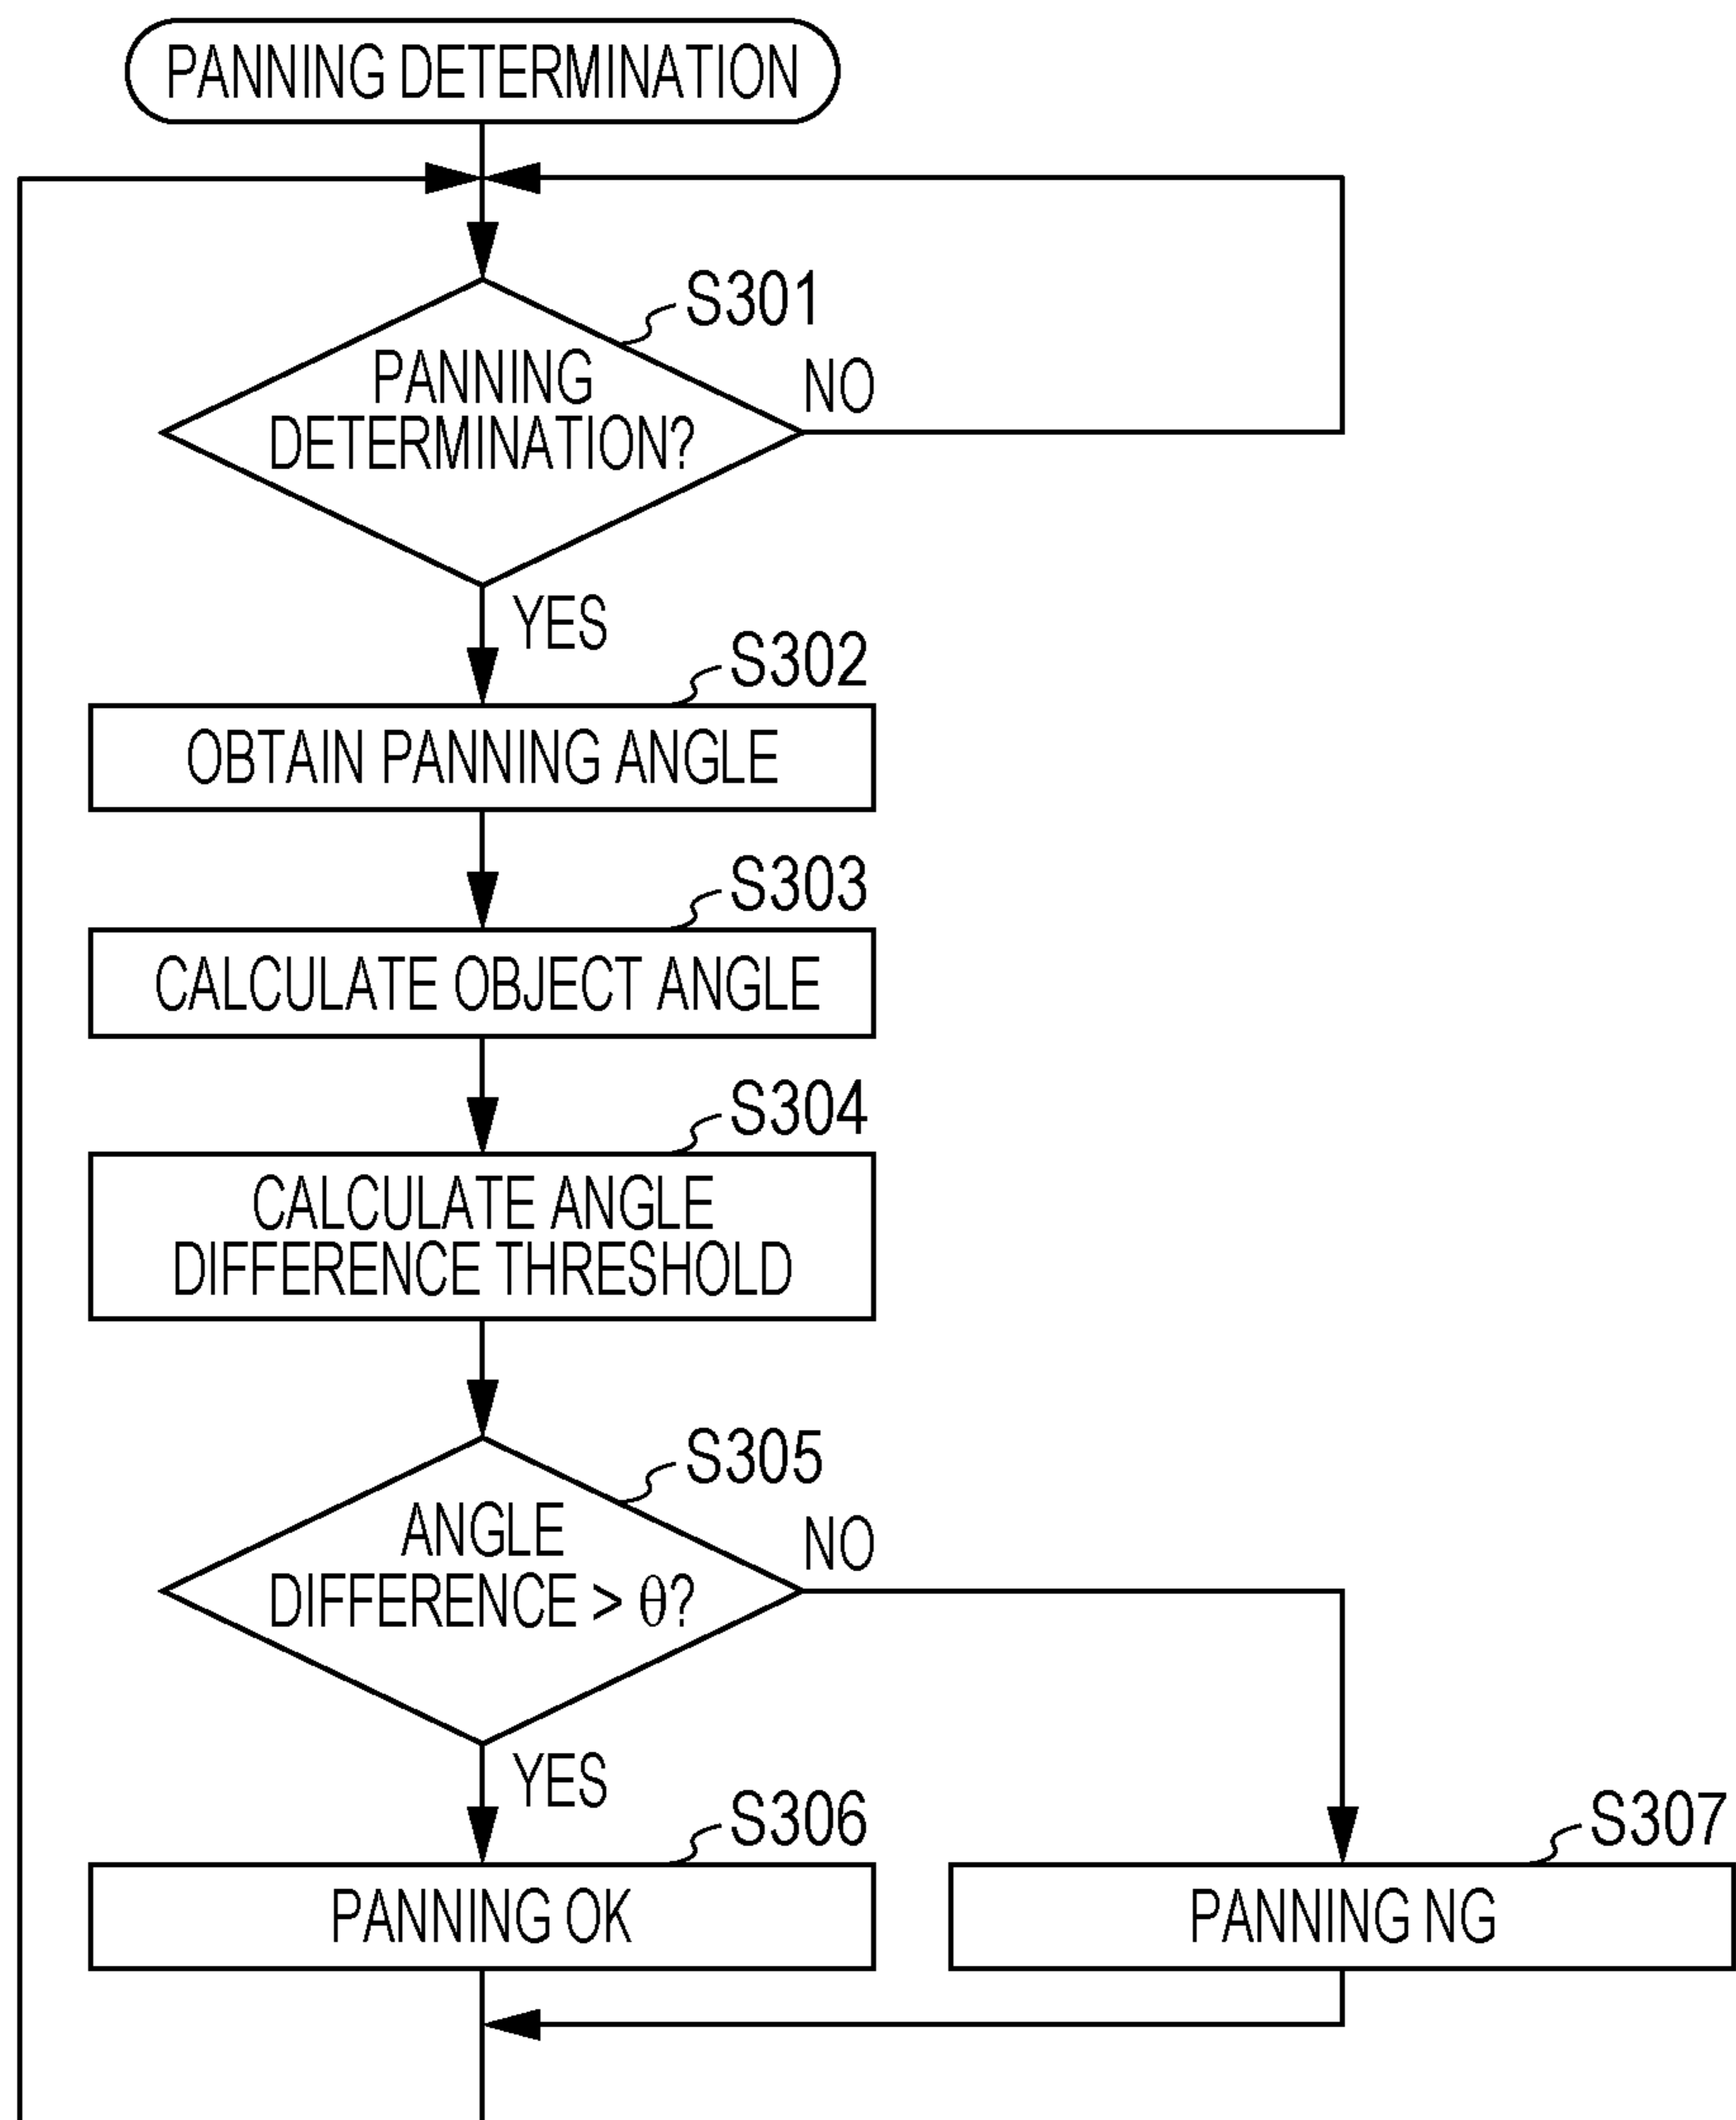 PANNING DETERMINATION
S301
PANNING
DETERMINATION?
NO
YES
S302
OBTAIN PANNING ANGLE
S303
CALCULATE OBJECT ANGLE
S304
CALCULATE ANGLE
DIFFERENCE THRESHOLD
S305
ANGLE
DIFFERENCE > θ?
NO
YES
S306
PANNING OK
S307
PANNING NG